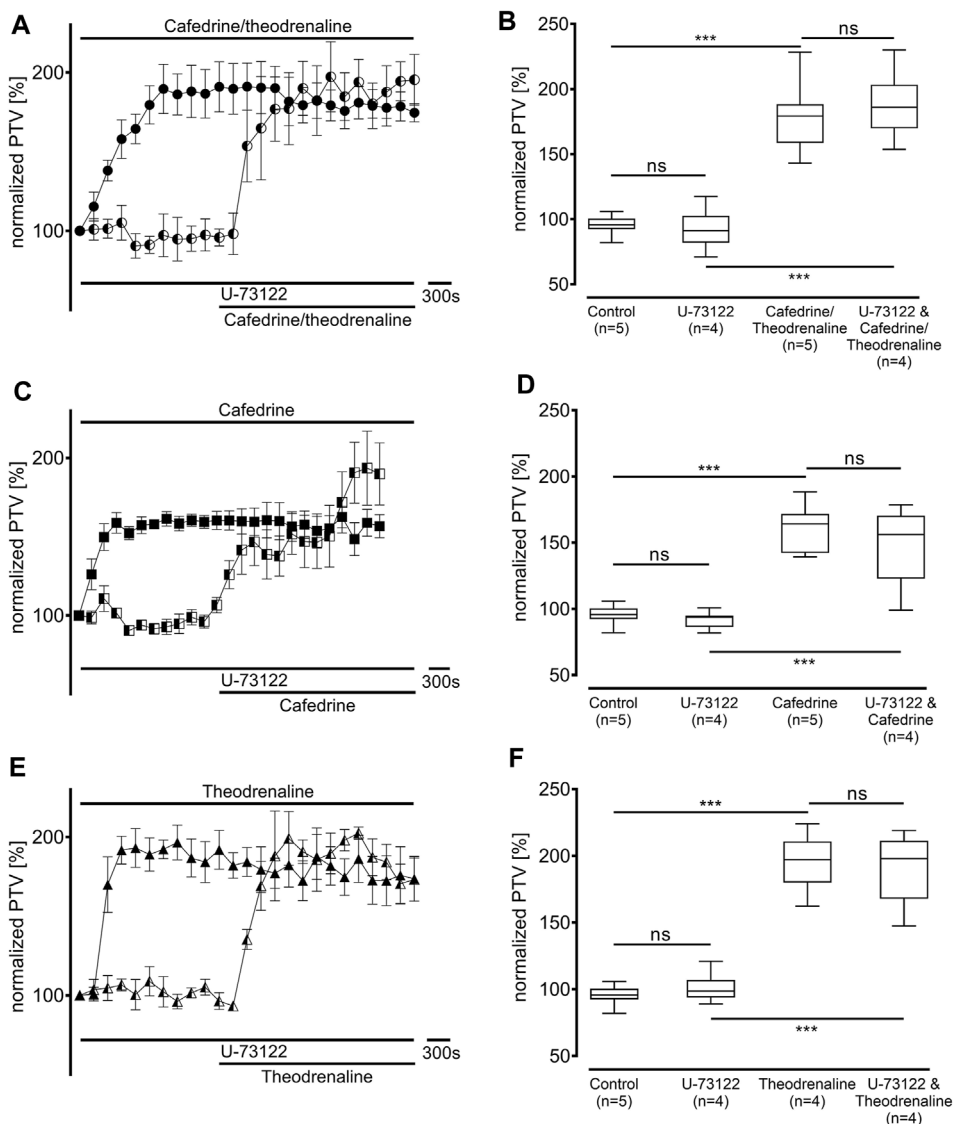 A
Cafedrine/theodrenaline
normalized PTV [%]
200
100
U-73122
300s
Cafedrine/theodrenaline
B
normalized PTV [%]
250
200
150
100
50
***
ns
ns
***
Control
(n=5)
U-73122
(n=4)
Cafedrine/
Theodrenaline
(n=5)
U-73122 &
Cafedrine/
Theodrenaline
(n=4)
C
Cafedrine
normalized PTV [%]
200
100
U-73122
300s
Cafedrine
D
normalized PTV [%]
250
200
150
100
50
***
ns
ns
***
Control
(n=5)
U-73122
(n=4)
Cafedrine
(n=5)
U-73122 &
Cafedrine
(n=4)
E
Theodrenaline
normalized PTV [%]
200
100
U-73122
300s
Theodrenaline
F
normalized PTV [%]
250
200
150
100
50
***
ns
ns
***
Control
(n=5)
U-73122
(n=4)
Theodrenaline
(n=4)
U-73122 &
Theodrenaline
(n=4)